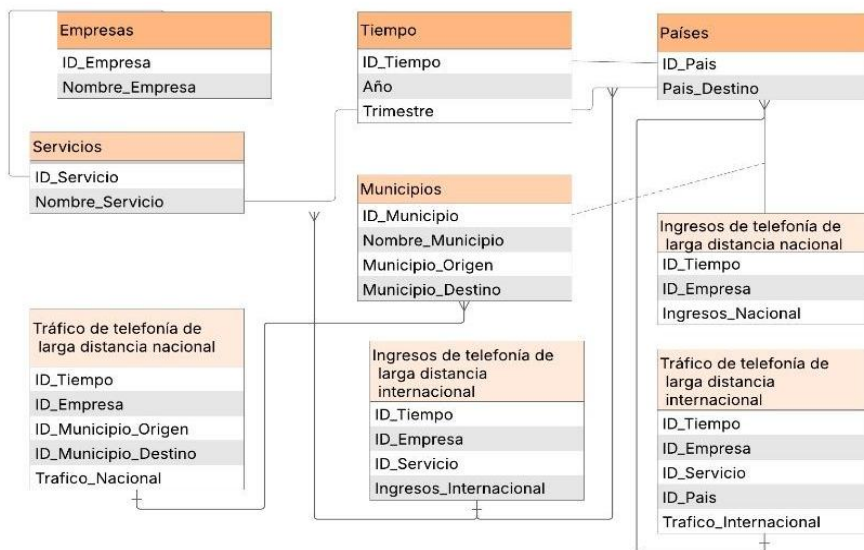 Empresas
ID_Empresa
Nombre_Empresa
Tiempo
ID_Tiempo
Año
Trimestre
Países
ID_Pais
Pais_Destino
Servicios
ID_Servicio
Nombre_Servicio
Municipios
ID_Municipio
Nombre_Municipio
Municipio_Origen
Municipio_Destino
Ingresos de telefonía de
larga distancia nacional
ID_Tiempo
ID_Empresa
Ingresos_Nacional
Tráfico de telefonía de
larga distancia nacional
ID_Tiempo
ID_Empresa
ID_Municipio_Origen
ID_Municipio_Destino
Trafico_Nacional
Ingresos de telefonía de
larga distancia
internacional
ID_Tiempo
ID_Empresa
ID_Servicio
Ingresos_Internacional
Tráfico de telefonía de
larga distancia
internacional
ID_Tiempo
ID_Empresa
ID_Servicio
ID_Pais
Trafico_Internacional